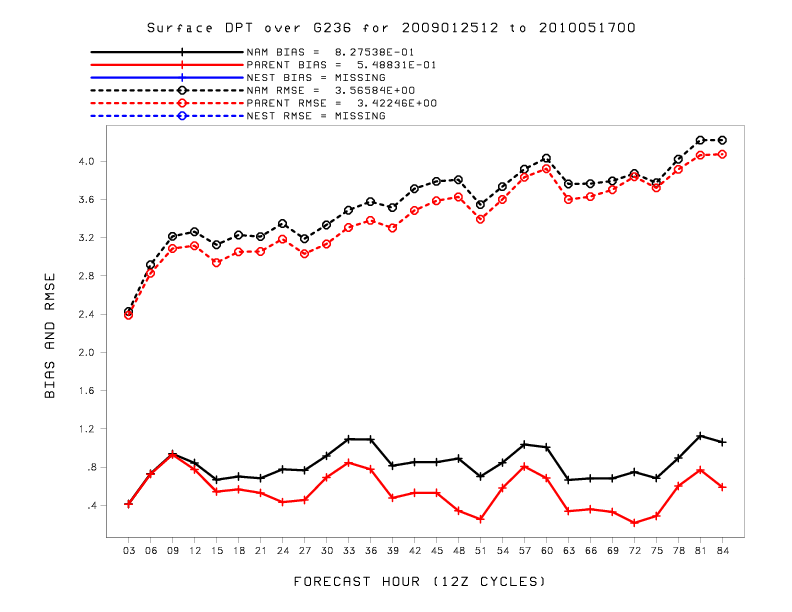 Surface DPT over G236 for 2009012512 to 2010051700
NAM BIAS = 8.27538E-01
PARENT BIAS = 5.48831E-01
NEST BIAS = MISSING
NAM RMSE = 3.56584E+00
PARENT RMSE = 3.42246E+00
NEST RMSE = MISSING
4.0
3.6
3.2
2.8
2.4
2.0
1.6
1.2
.8
.4
BIAS AND RMSE
03 06 09 12 15 18 21 24 27 30 33 36 39 42 45 48 51 54 57 60 63 66 69 72 75 78 81 84
FORECAST HOUR (12Z CYCLES)